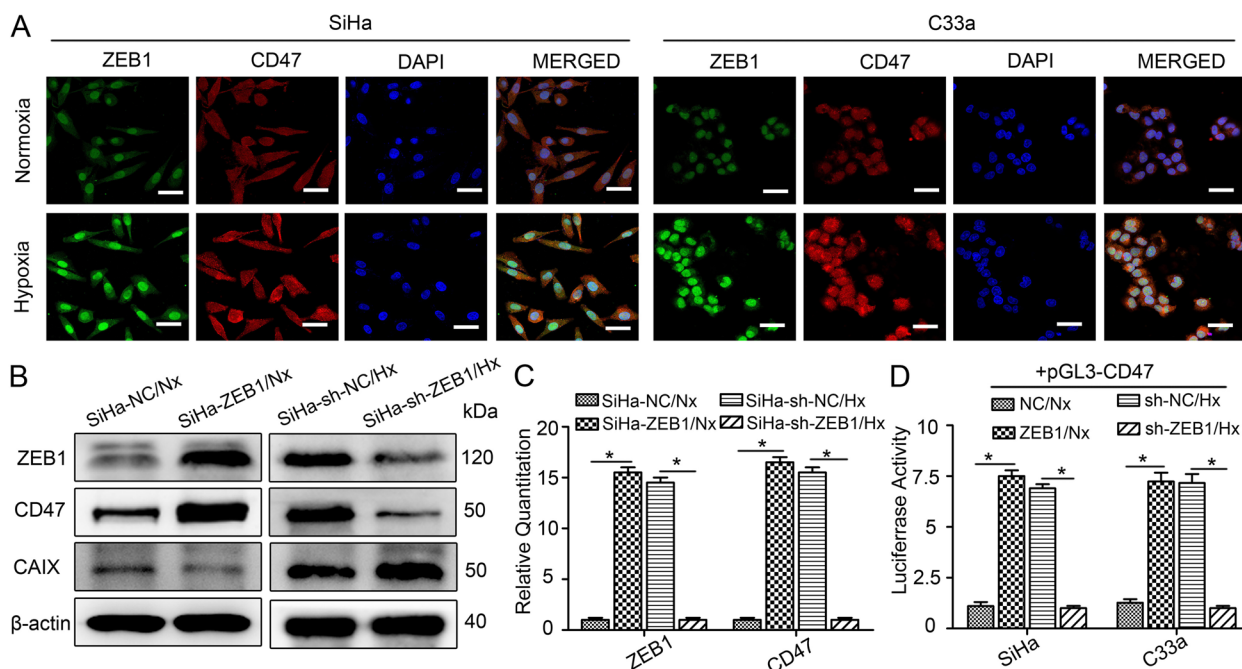 A
SiHa
C33a
ZEB1 CD47 DAPI MERGED ZEB1 CD47 DAPI MERGED
Normoxia
Hypoxia
B
SiHa-NC/Nx
SiHa-ZEB1/Nx
SiHa-sh-NC/Hx
SiHa-sh-ZEB1/Hx
kDa
ZEB1 120
CD47 50
CAIX 50
β-actin 40
C
SiHa-NC/Nx SiHa-sh-NC/Hx
SiHa-ZEB1/Nx SiHa-sh-ZEB1/Hx
Relative Quantitation
20
15
10
5
0
* * * *
ZEB1 CD47
D
+pGL3-CD47
NC/Nx sh-NC/Hx
ZEB1/Nx sh-ZEB1/Hx
Luciferrase Activity
10.0
7.5
5.0
2.5
0
* * * *
SiHa C33a